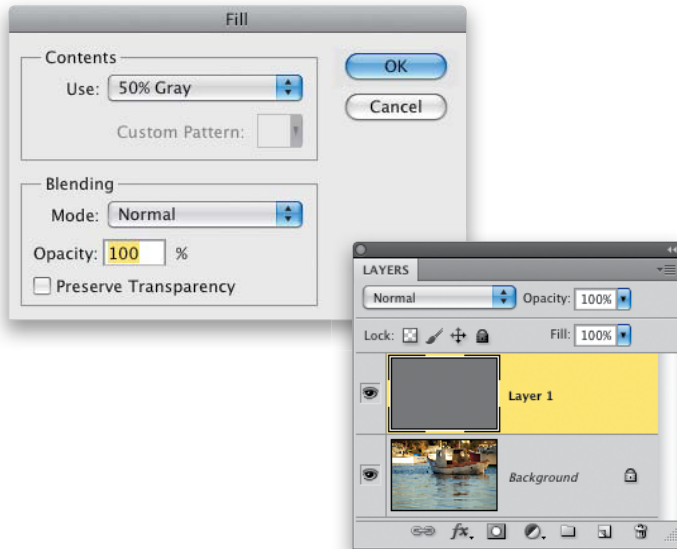 Fill
Contents
Use: 50% Gray
Custom Pattern:
OK
Cancel
Blending
Mode: Normal
Opacity: 100 %
Preserve Transparency
LAYERS
Normal Opacity: 100%
Lock: Fill: 100%
Layer 1
Background
fx.